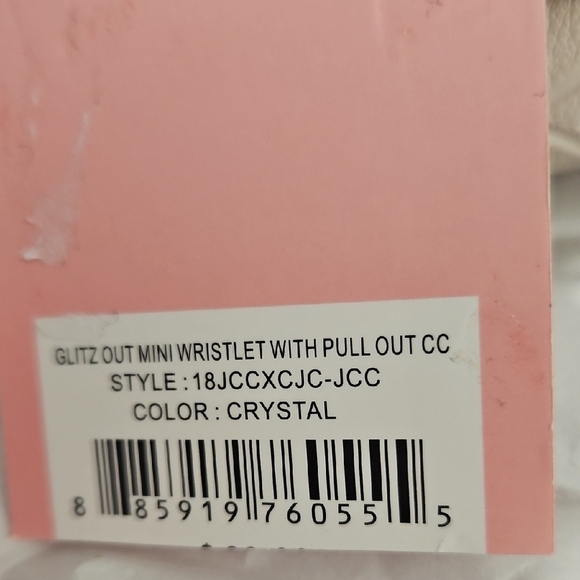 GLITZ OUT MINI WRISTLET WITH PULL OUT CC
STYLE : 18JCCXCJC-JCC
COLOR : CRYSTAL
8 85919 76055 5